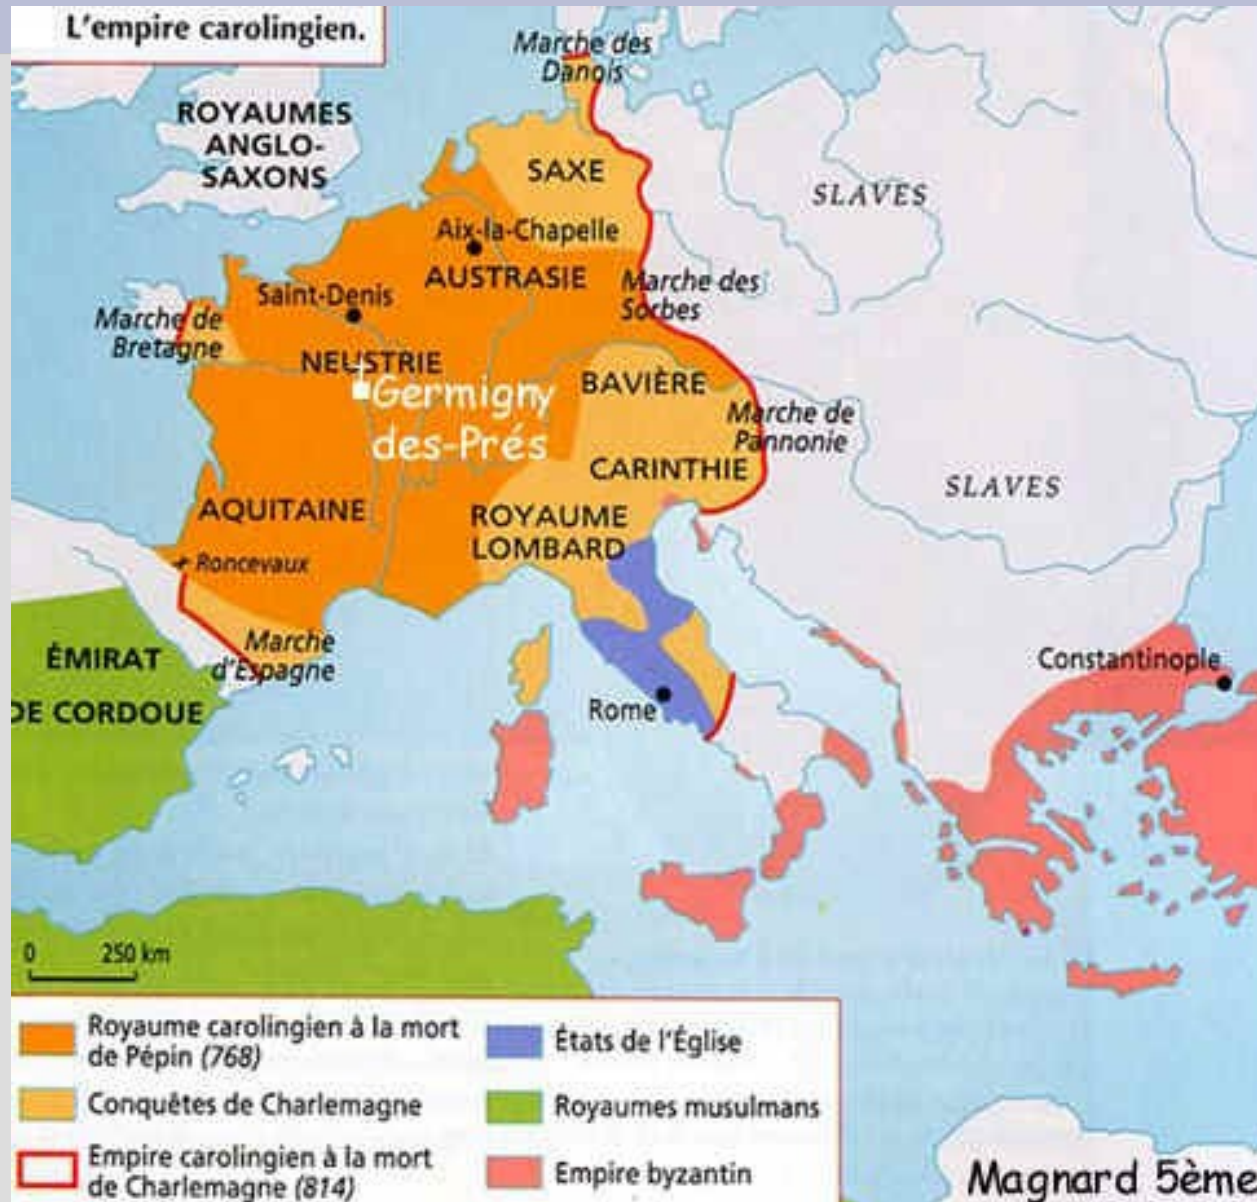 L'empire carolingien.
Marche des
Danois
ROYAUMES
ANGLO-
SAXONS
SAXE
SLAVES
Aix-la-Chapelle
AUSTRASIE
Marche des
Sorbes
Saint-Denis
Marche de
Bretagne
NEUSTRIE
Germigny
des-Prés
BAVIÈRE
Marche de
Pannonie
CARINTHIE
SLAVES
AQUITAINE
ROYAUME
LOMBARD
Roncevaux
Marche
d'Espagne
ÉMIRAT
DE CORDOUE
Rome
Constantinople
0 250 km
Royaume carolingien à la mort
de Pépin (768)
Conquêtes de Charlemagne
Empire carolingien à la mort
de Charlemagne (814)
États de l'Église
Royaumes musulmans
Empire byzantin
Magnard 5ème